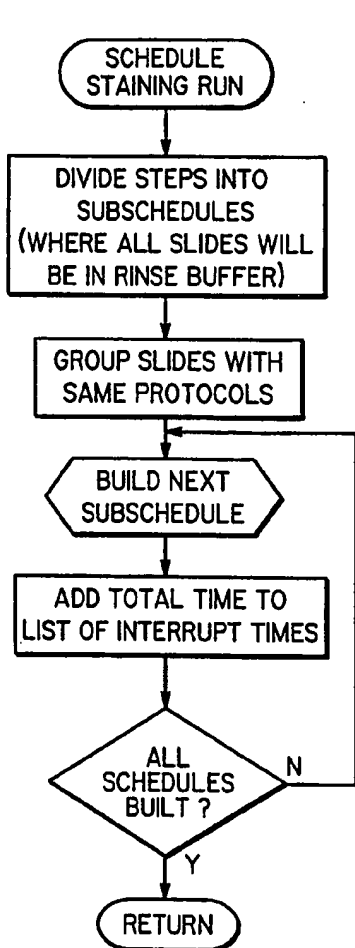 SCHEDULE
STAINING RUN
DIVIDE STEPS INTO
SUBSCHEDULES
(WHERE ALL SLIDES WILL
BE IN RINSE BUFFER)
GROUP SLIDES WITH
SAME PROTOCOLS
BUILD NEXT
SUBSCHEDULE
ADD TOTAL TIME TO
LIST OF INTERRUPT TIMES
ALL
SCHEDULES
BUILT ?
N
Y
RETURN